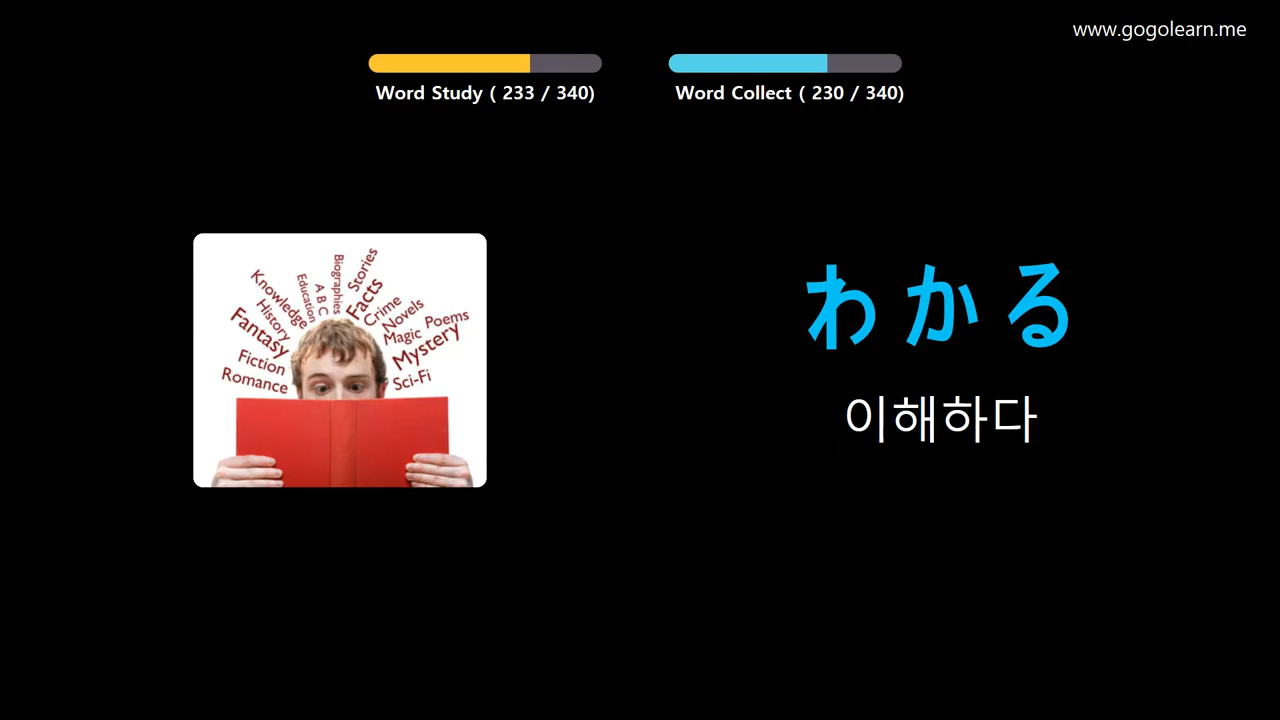 www.gogolearn.me
Word Study ( 233 / 340)
Word Collect ( 230 / 340)
Stories
Biographies
Facts
A B C
Education
Crime
Knowledge
Novels
History
Poems
Magic
Fantasy
Mystery
Fiction
Sci-Fi
Romance
わかる
이해하다